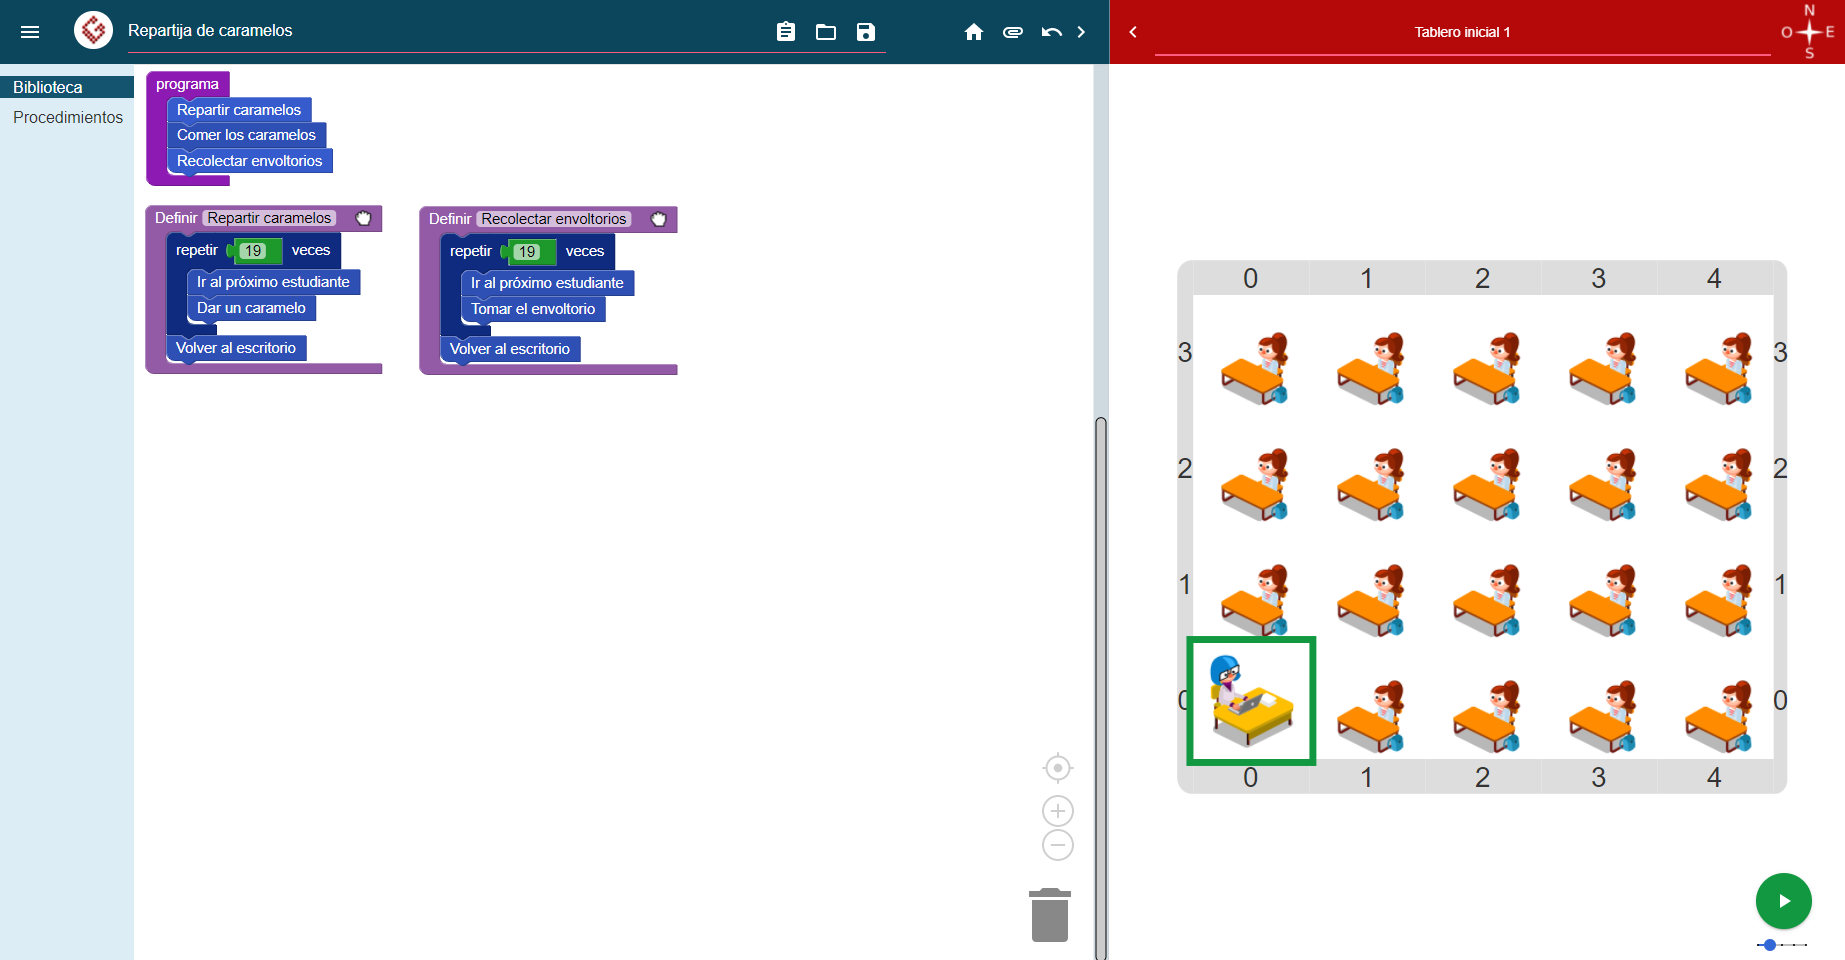 Repartija de caramelos
Tablero inicial 1
N
O E
S
Biblioteca
Procedimientos
programa
Repartir caramelos
Comer los caramelos
Recolectar envoltorios
Definir Repartir caramelos
repetir 19 veces
Ir al próximo estudiante
Dar un caramelo
Volver al escritorio
Definir Recolectar envoltorios
repetir 19 veces
Ir al próximo estudiante
Tomar el envoltorio
Volver al escritorio
0 1 2 3 4
3 3
2 2
1 1
0 0
0 1 2 3 4